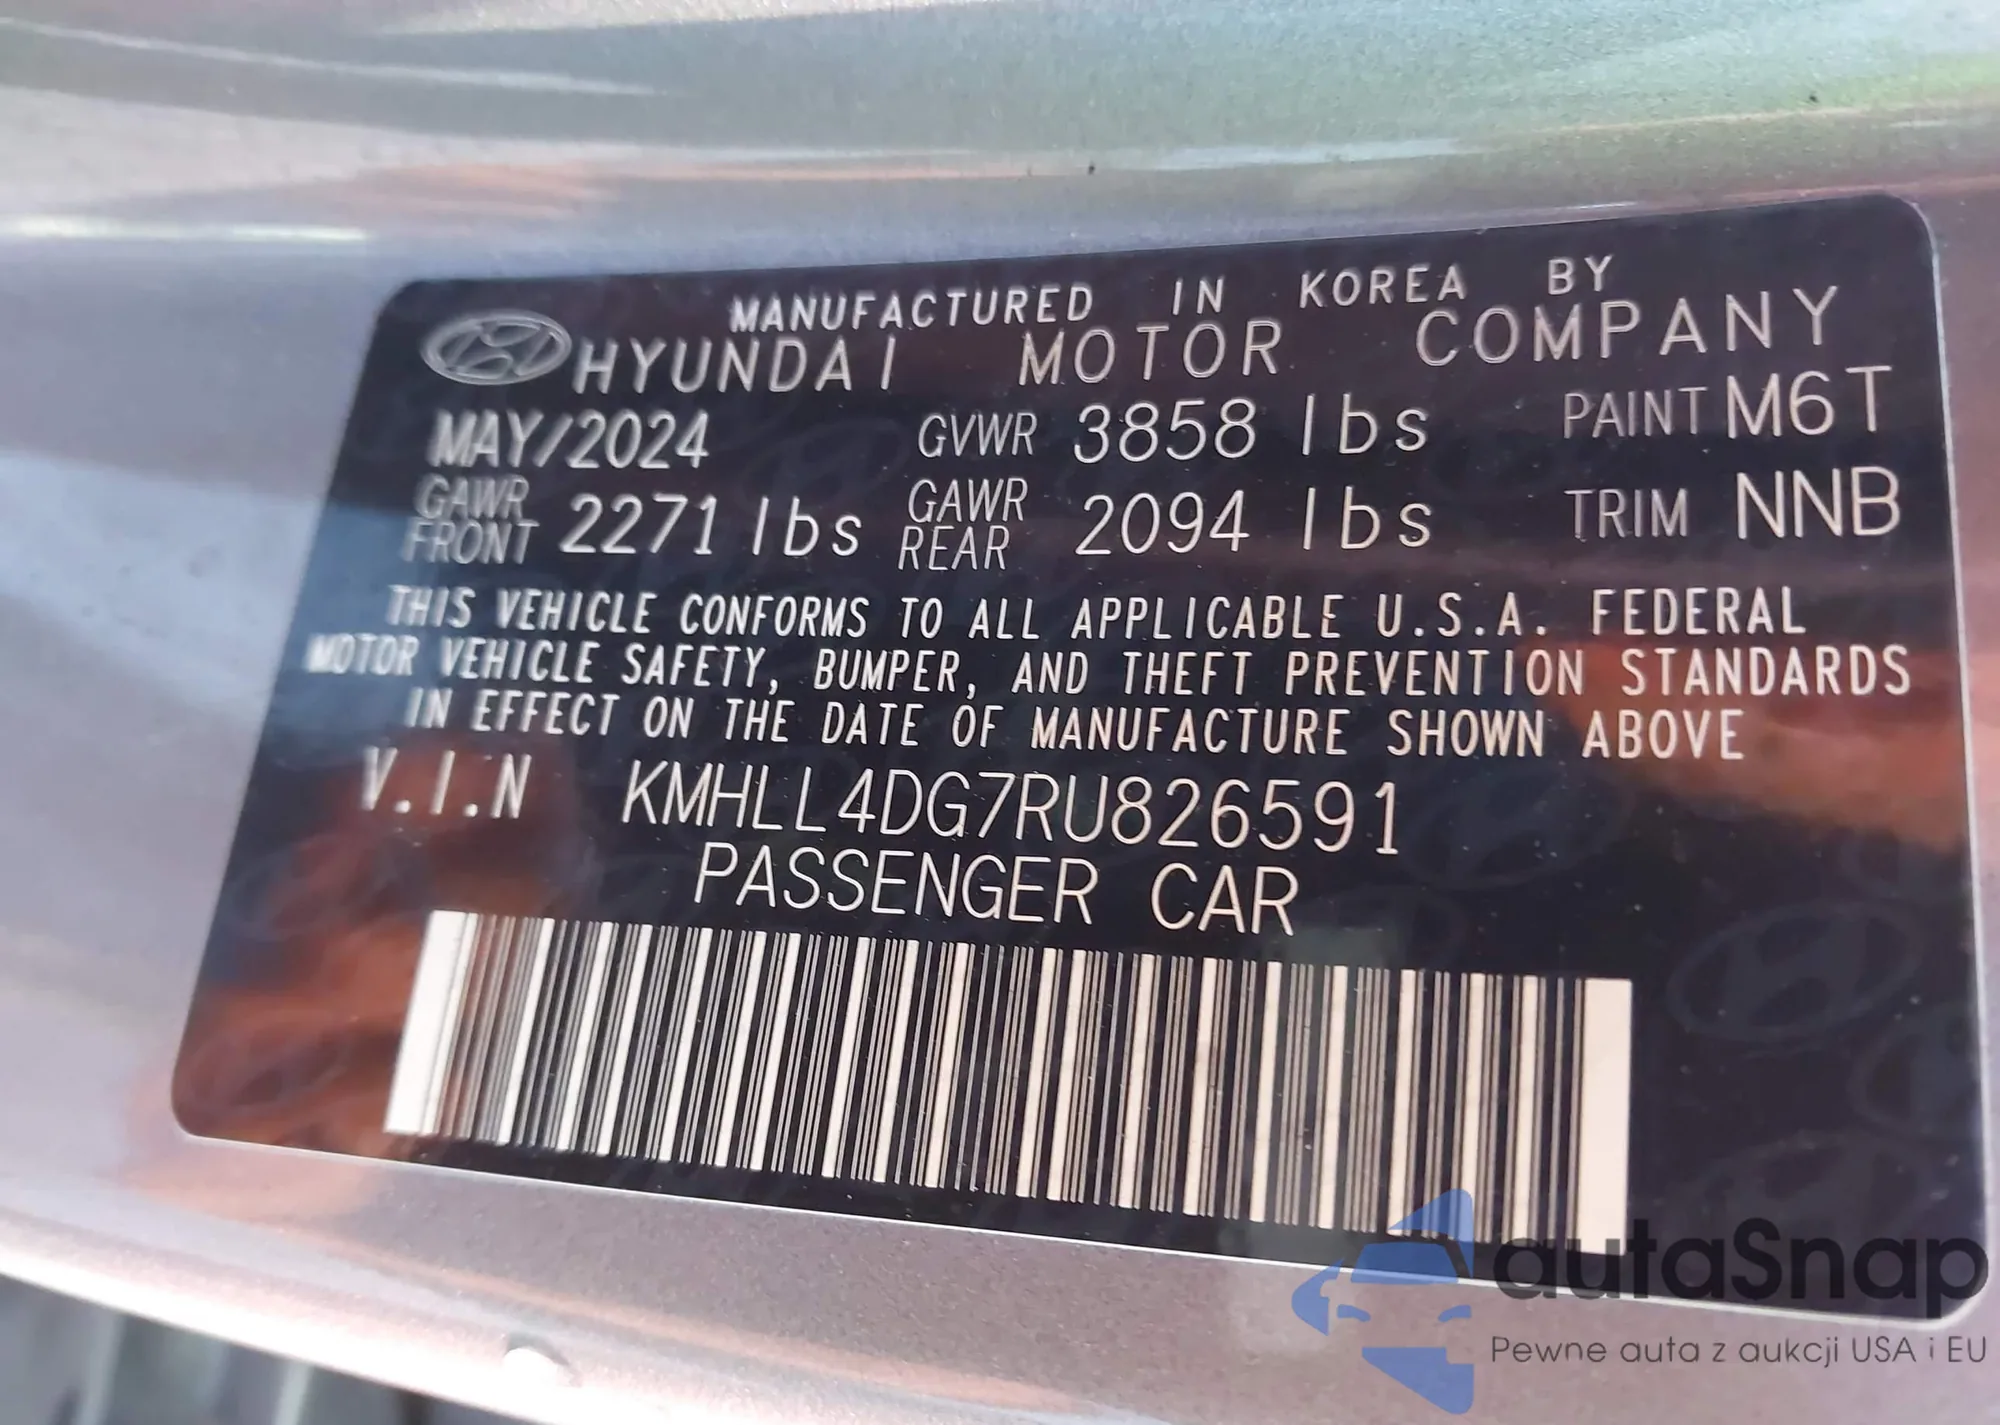 MANUFACTURED IN KOREA BY
HYUNDAI MOTOR COMPANY
MAY/2024 GVWR 3858 lbs PAINT M6T
GAWR FRONT 2271 lbs GAWR REAR 2094 lbs TRIM NNB
THIS VEHICLE CONFORMS TO ALL APPLICABLE U.S.A. FEDERAL
MOTOR VEHICLE SAFETY, BUMPER, AND THEFT PREVENTION STANDARDS
IN EFFECT ON THE DATE OF MANUFACTURE SHOWN ABOVE
V.I.N KMHLL4DG7RU826591
PASSENGER CAR
autaSnap
Pewne auta z aukcji USA i EU